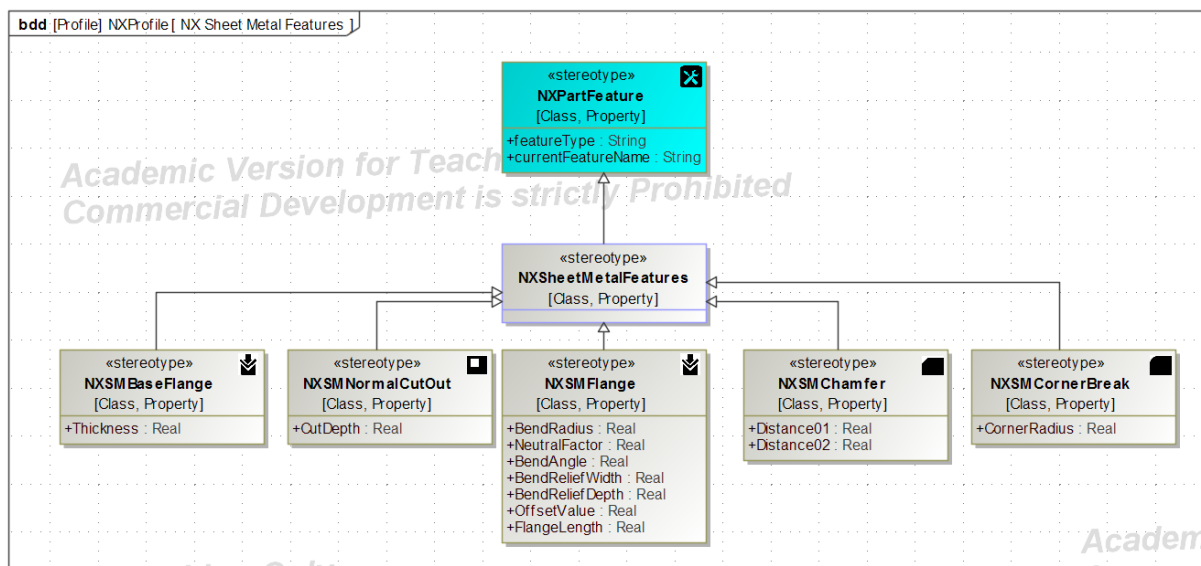 bdd [Profile] NXProfile[ NX Sheet Metal Features ]
«stereotype»
NXPartFeature
[Class, Property]
+featureType : String
+currentFeatureName : String
Academic Version for Teach
Commercial Development is strictly Prohibited
«stereotype»
NXSheetMetalFeatures
[Class, Property]
«stereotype»
NXSMBaseFlange
[Class, Property]
+Thickness : Real
«stereotype»
NXSMNormalCutOut
[Class, Property]
+CutDepth : Real
«stereotype»
NXSMFlange
[Class, Property]
+BendRadius : Real
+NeutralFactor : Real
+BendAngle : Real
+BendReliefWidth : Real
+BendReliefDepth : Real
+OffsetValue : Real
+FlangeLength : Real
«stereotype»
NXSMChamfer
[Class, Property]
+Distance01 : Real
+Distance02 : Real
«stereotype»
NXSMCornerBreak
[Class, Property]
+CornerRadius : Real
Academ